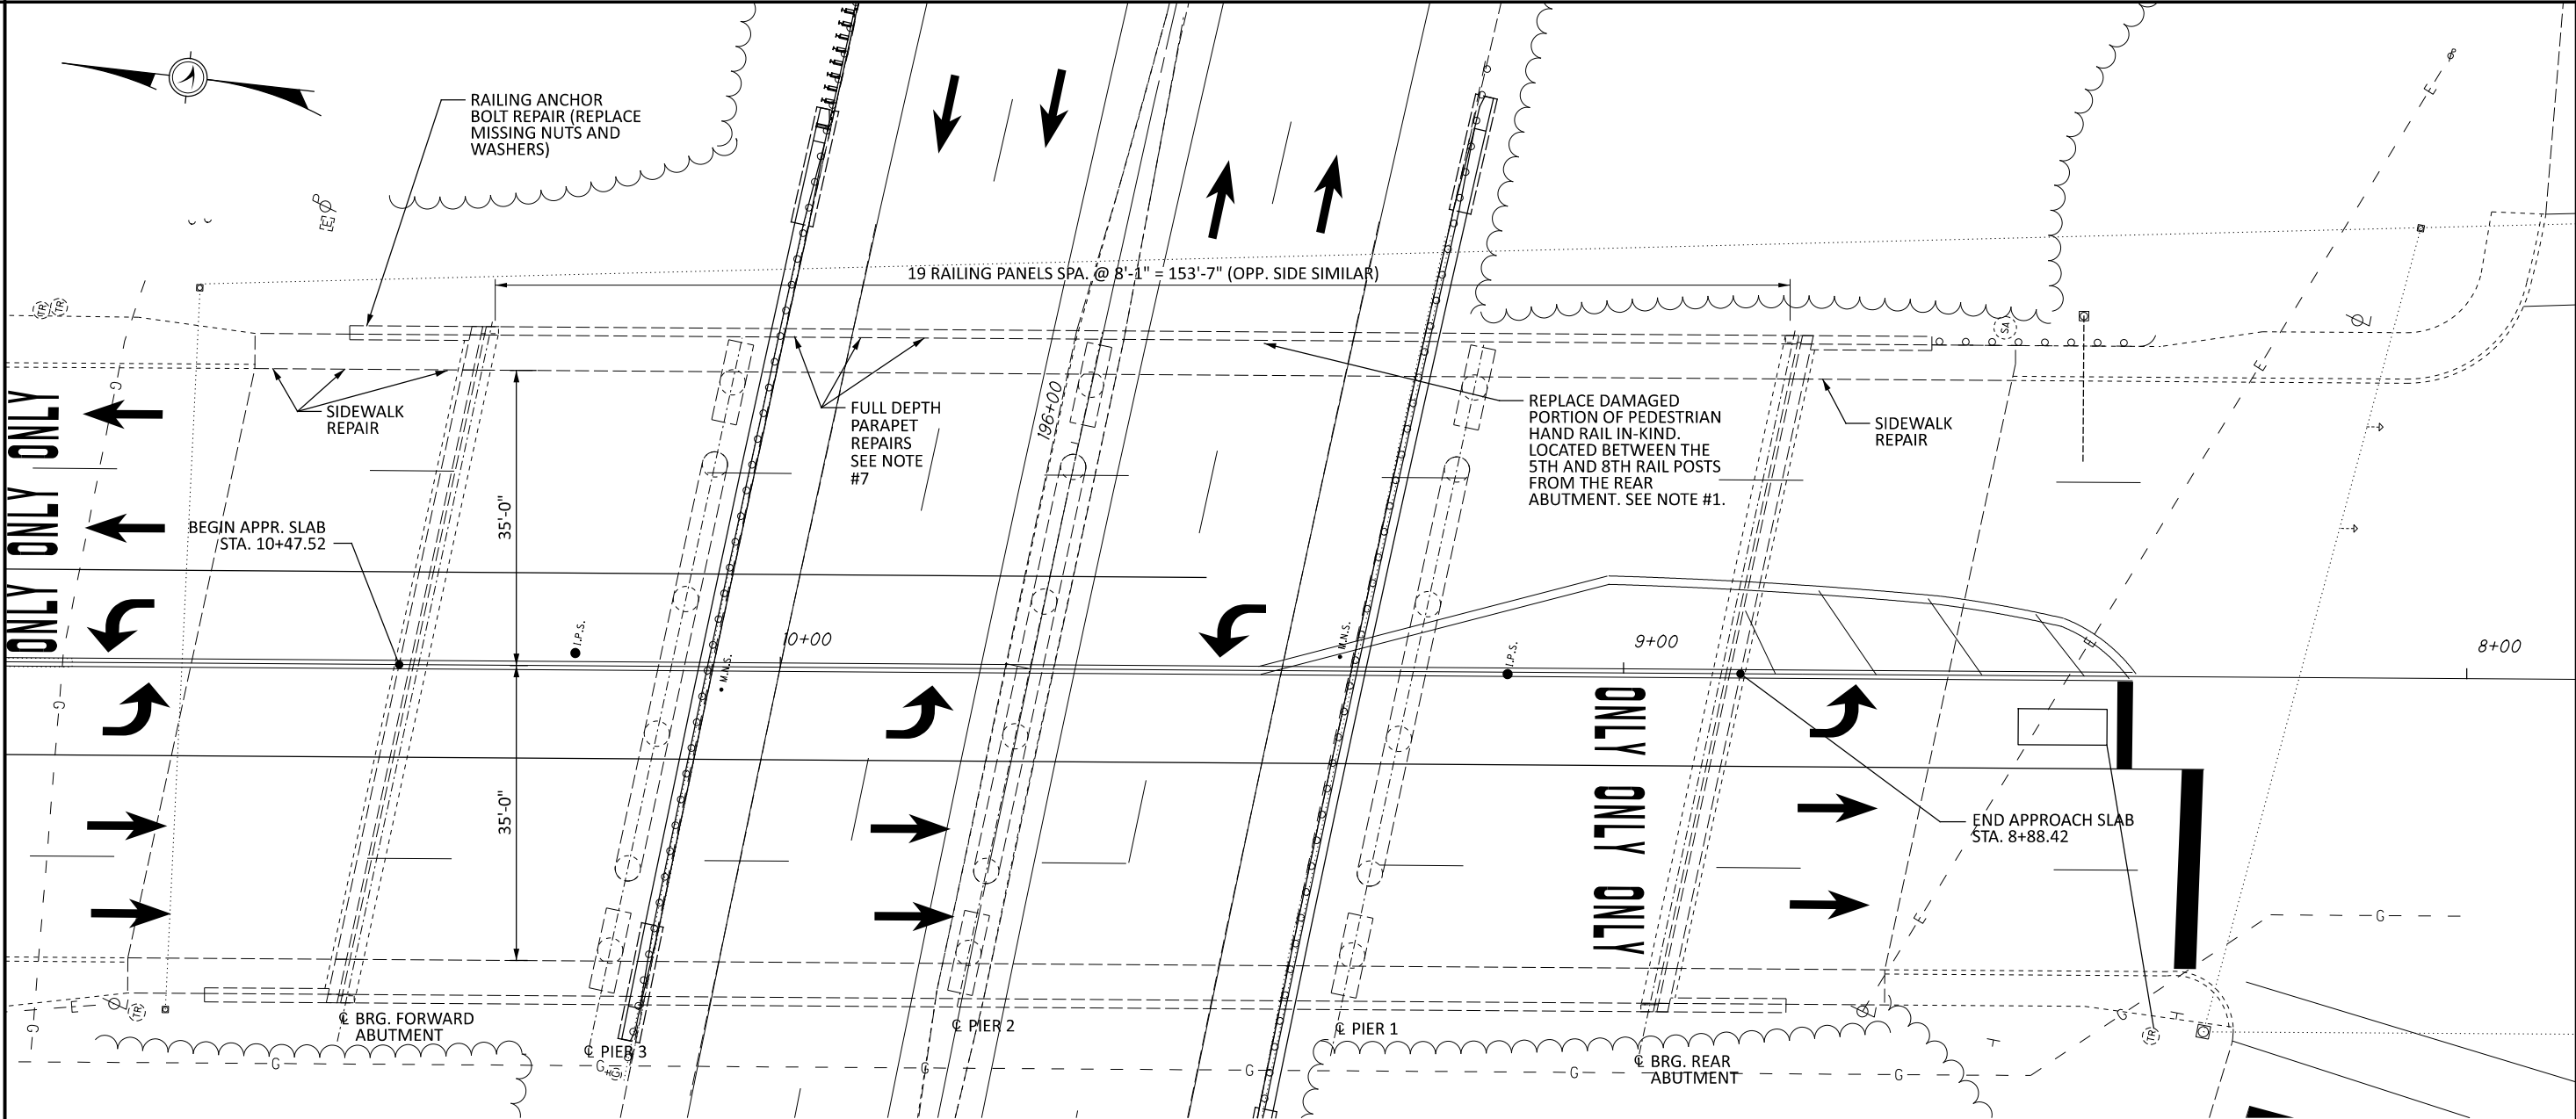 RAILING ANCHOR
BOLT REPAIR (REPLACE
MISSING NUTS AND
WASHERS)
E
E
19 RAILING PANELS SPA. @ 8'-1" = 153'-7" (OPP. SIDE SIMILAR)
TR
TR
SA
E
G
ONLY
ONLY
ONLY
SIDEWALK
REPAIR
FULL DEPTH
PARAPET
REPAIRS
SEE NOTE
#7
196+00
REPLACE DAMAGED
PORTION OF PEDESTRIAN
HAND RAIL IN-KIND.
LOCATED BETWEEN THE
5TH AND 8TH RAIL POSTS
FROM THE REAR
ABUTMENT. SEE NOTE #1.
SIDEWALK
REPAIR
35'-0"
BEGIN APPR. SLAB
STA. 10+47.52
I.P.S.
M.N.S.
10+00
M.N.S.
I.P.S.
9+00
E
8+00
G
ONLY
ONLY
ONLY
35'-0"
END APPROACH SLAB
STA. 8+88.42
E
G
E
TR
G
℄ BRG. FORWARD
ABUTMENT
℄ PIER 3
℄ PIER 2
℄ PIER 1
℄ BRG. REAR
ABUTMENT
G
T
TR
G
G
G
G
G
G
G